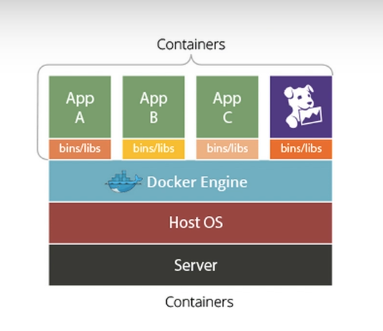 Containers
App A
App B
App C
bins/libs
bins/libs
bins/libs
bins/libs
Docker Engine
Host OS
Server
Containers